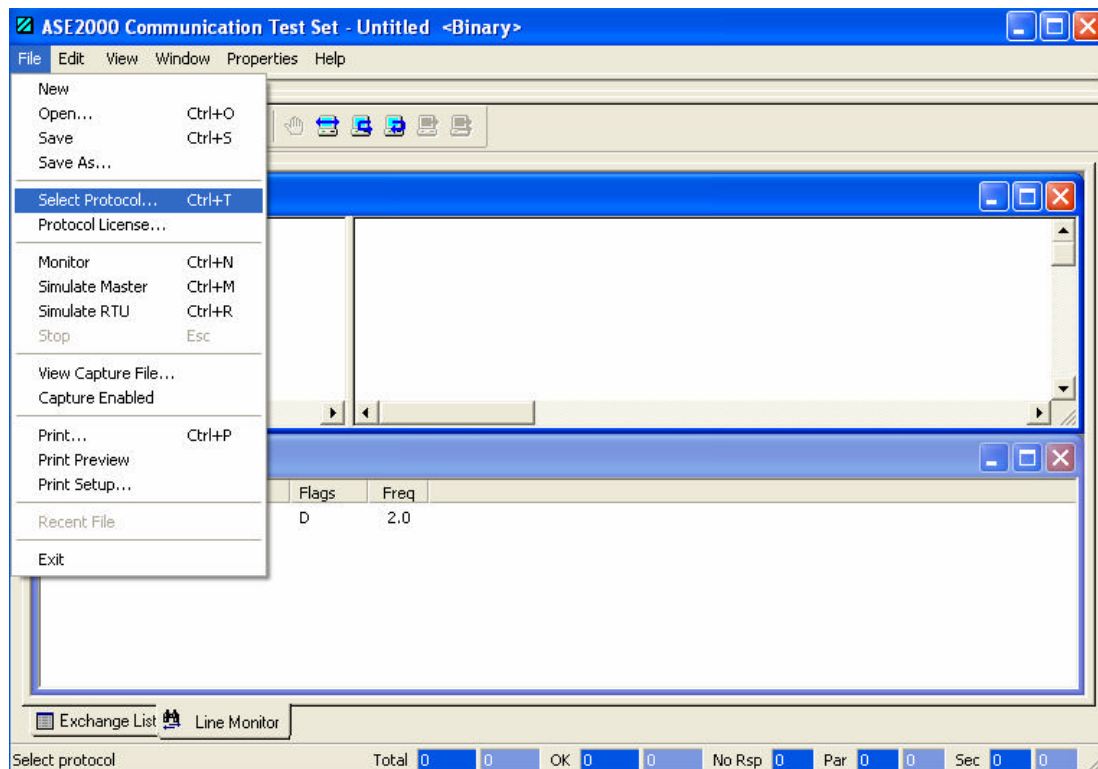 ASE2000 Communication Test Set - Untitled <Binary>
File Edit View Window Properties Help
New
Open... Ctrl+O
Save Ctrl+S
Save As...
Select Protocol... Ctrl+T
Protocol License...
Monitor Ctrl+N
Simulate Master Ctrl+M
Simulate RTU Ctrl+R
Stop Esc
View Capture File...
Capture Enabled
Print... Ctrl+P
Print Preview
Print Setup...
Recent File
Exit
Flags Freq
D 2.0
Exchange List Line Monitor
Select protocol Total 0 0 OK 0 0 No Rsp 0 Par 0 0 Sec 0 0